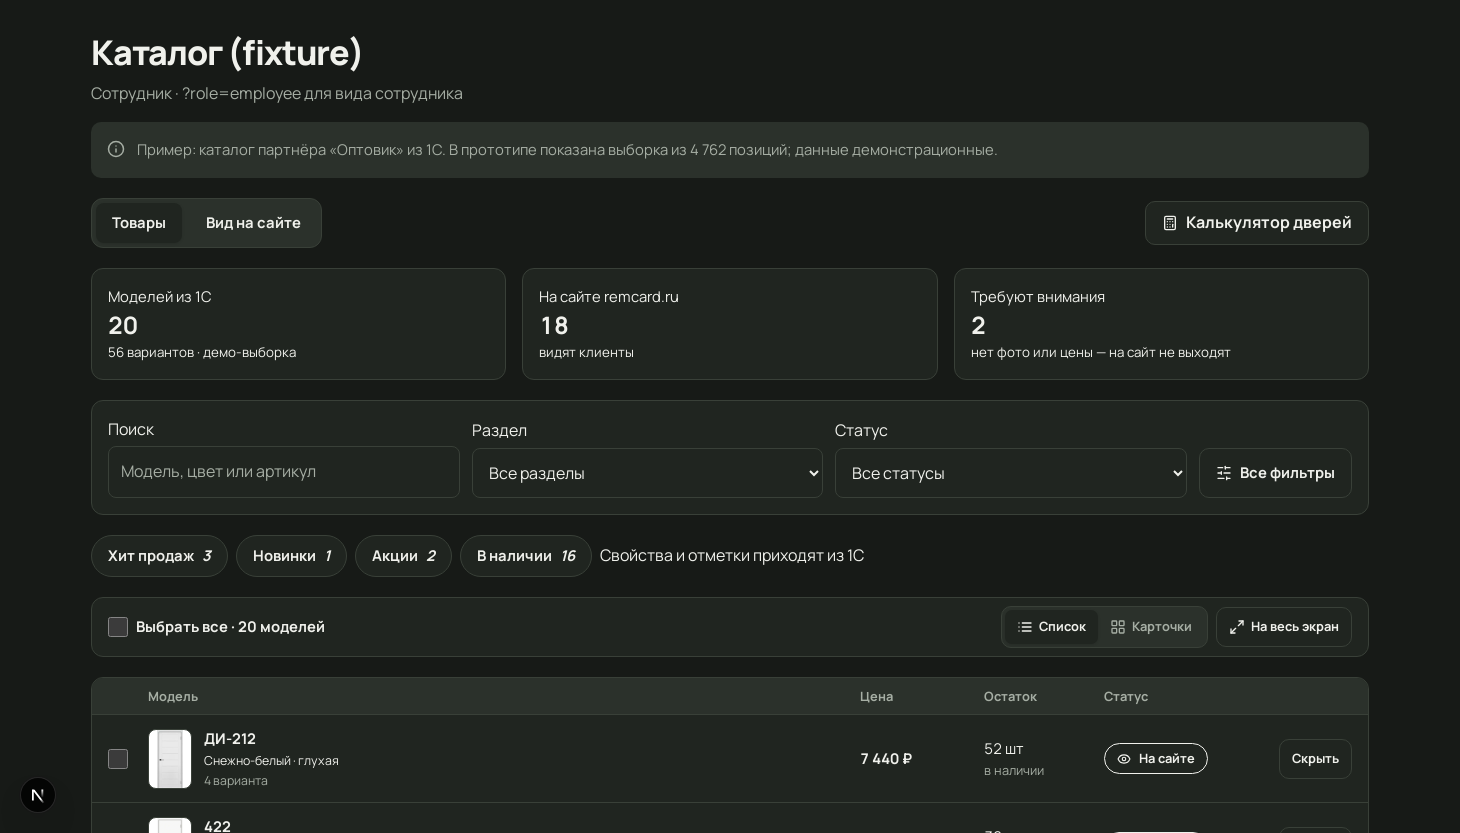 Каталог (fixture)
Сотрудник · ?role=employee для вида сотрудника
Пример: каталог партнёра «Оптовик» из 1С. В прототипе показана выборка из 4 762 позиций; данные демонстрационные.
Товары
Вид на сайте
Калькулятор дверей
Моделей из 1С
20
56 вариантов · демо-выборка
На сайте remcard.ru
18
видят клиенты
Требуют внимания
2
нет фото или цены — на сайт не выходят
Поиск
Модель, цвет или артикул
Раздел
Все разделы
Статус
Все статусы
Все фильтры
Хит продаж 3
Новинки 1
Акции 2
В наличии 16
Свойства и отметки приходят из 1С
Выбрать все · 20 моделей
Список
Карточки
На весь экран
Модель
Цена
Остаток
Статус
ДИ-212
Снежно-белый · глухая
4 варианта
7 440 ₽
52 шт
в наличии
На сайте
Скрыть
422
N